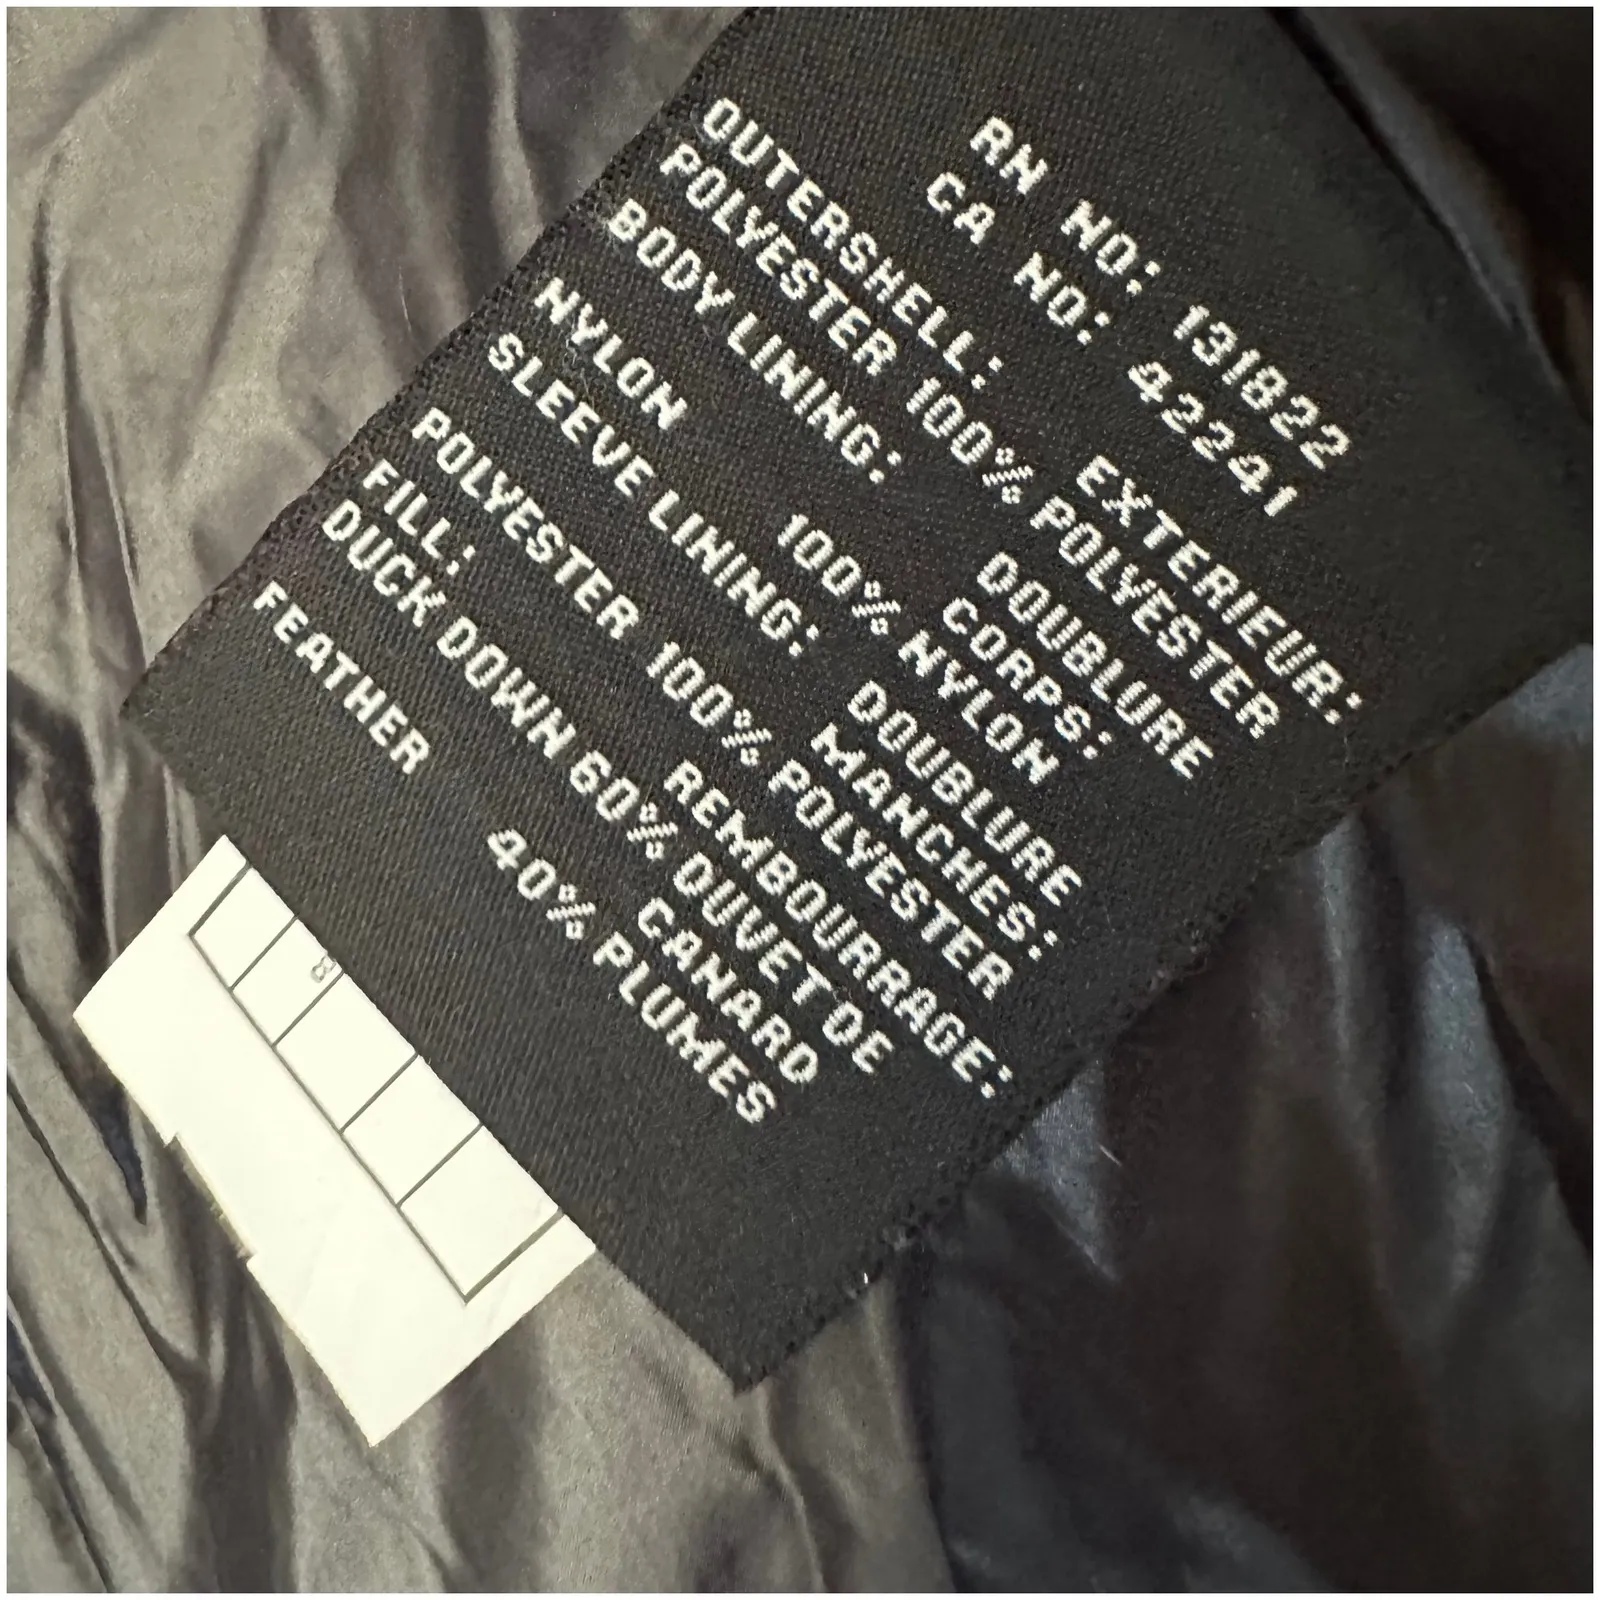 RN NO: 131822
CA NO: 42241
OUTERSHELL: EXTERIEUR:
POLYESTER 100% POLYESTER
BODY LINING: DOUBLURE
CORPS:
NYLON 100% NYLON
SLEEVE LINING: DOUBLURE
MANCHES:
POLYESTER 100% POLYESTER
FILL: REMBOURRAGE:
DUCK DOWN 60% DUVET DE
CANARD
FEATHER 40% PLUMES
8